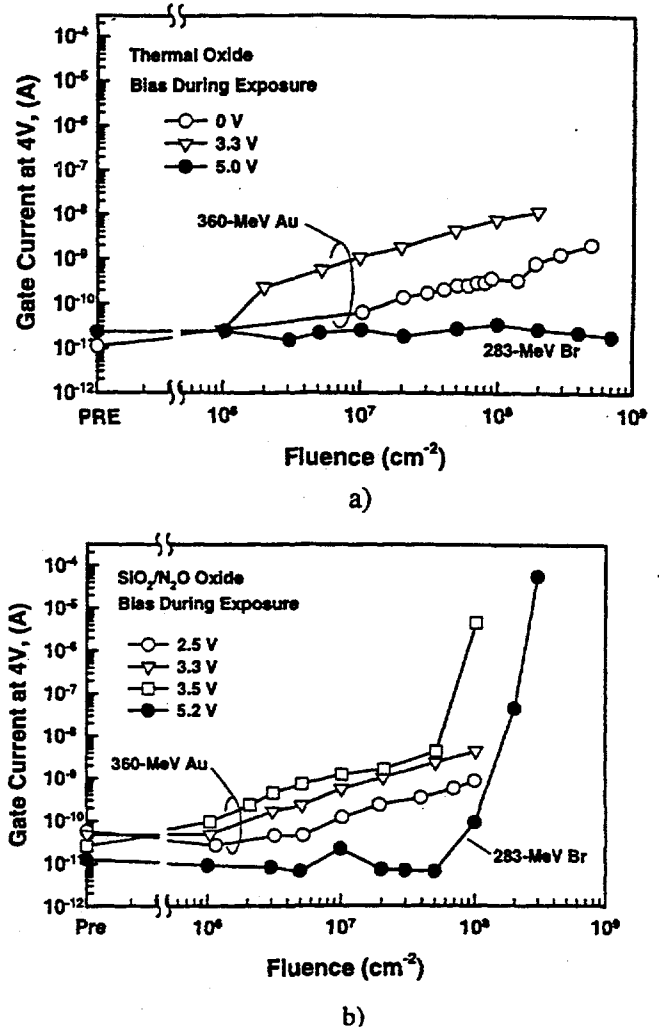 10⁻⁴
10⁻⁵
10⁻⁶
10⁻⁷
10⁻⁸
10⁻⁹
10⁻¹⁰
10⁻¹¹
10⁻¹²
Gate Current at 4V, (A)
Thermal Oxide
Bias During Exposure
0 V
3.3 V
5.0 V
360-MeV Au
283-MeV Br
PRE 10⁶ 10⁷ 10⁸ 10⁹
Fluence (cm⁻²)
a)
10⁻⁴
10⁻⁵
10⁻⁶
10⁻⁷
10⁻⁸
10⁻⁹
10⁻¹⁰
10⁻¹¹
10⁻¹²
Gate Current at 4V, (A)
SiO₂/N₂O Oxide
Bias During Exposure
2.5 V
3.3 V
3.5 V
5.2 V
360-MeV Au
283-MeV Br
Pre 10⁶ 10⁷ 10⁸ 10⁹
Fluence (cm⁻²)
b)